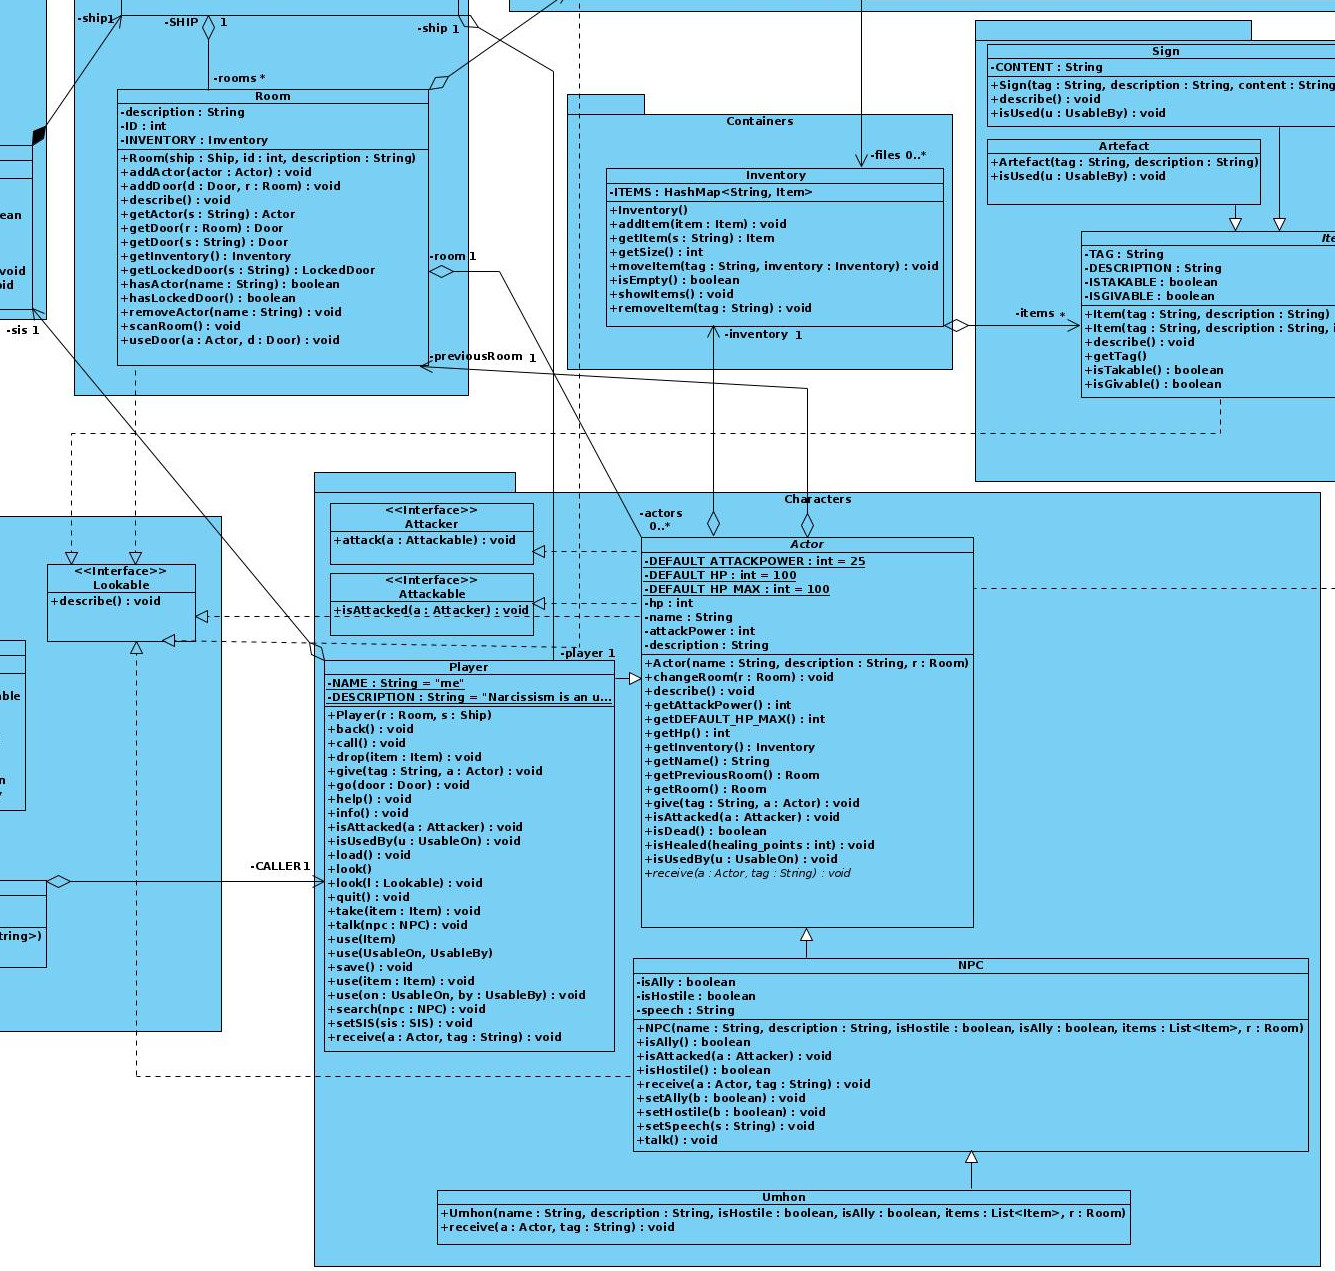 -ship1
-SHIP 1
-ship 1
-rooms *
Room
-description : String
-ID : int
-INVENTORY : Inventory
+Room(ship : Ship, id : int, description : String)
+addActor(actor : Actor) : void
+addDoor(d : Door, r : Room) : void
+describe() : void
+getActor(s : String) : Actor
+getDoor(r : Room) : Door
+getDoor(s : String) : Door
+getInventory() : Inventory
+getLockedDoor(s : String) : LockedDoor
+hasActor(name : String) : boolean
+hasLockedDoor() : boolean
+removeActor(name : String) : void
+scanRoom() : void
+useDoor(a : Actor, d : Door) : void
ean
void
-sis 1
-room 1
-previousRoom 1
Containers
-files 0..*
Inventory
-ITEMS : HashMap<String, Item>
+Inventory()
+addItem(item : Item) : void
+getItem(s : String) : Item
+getSize() : int
+moveItem(tag : String, inventory : Inventory) : void
+isEmpty() : boolean
+showItems() : void
+removeItem(tag : String) : void
-inventory 1
-items *
Sign
-CONTENT : String
+Sign(tag : String, description : String, content : String
+describe() : void
+isUsed(u : UsableBy) : void
Artefact
+Artefact(tag : String, description : String)
+isUsed(u : UsableBy) : void
Ite
-TAG : String
-DESCRIPTION : String
-ISTAKABLE : boolean
-ISGIVABLE : boolean
+Item(tag : String, description : String)
+Item(tag : String, description : String, i
+describe() : void
+getTag()
+isTakable() : boolean
+isGivable() : boolean
Characters
<<Interface>>
Attacker
+attack(a : Attackable) : void
<<Interface>>
Attackable
+isAttacked(a : Attacker) : void
<<Interface>>
Lookable
+describe() : void
-actors
0..*
Actor
-DEFAULT_ATTACKPOWER : int = 25
-DEFAULT_HP : int = 100
-DEFAULT_HP_MAX : int = 100
-hp : int
-name : String
-attackPower : int
-description : String
+Actor(name : String, description : String, r : Room)
+changeRoom(r : Room) : void
+describe() : void
+getAttackPower() : int
+getDEFAULT_HP_MAX() : int
+getHp() : int
+getInventory() : Inventory
+getName() : String
+getPreviousRoom() : Room
+getRoom() : Room
+give(tag : String, a : Actor) : void
+isAttacked(a : Attacker) : void
+isDead() : boolean
+isHealed(healing_points : int) : void
+isUsedBy(u : UsableOn) : void
+receive(a : Actor, tag : String) : void
-player 1
Player
-NAME : String = "me"
-DESCRIPTION : String = "Narcissism is an u...
+Player(r : Room, s : Ship)
+back() : void
+call() : void
+drop(item : Item) : void
+give(tag : String, a : Actor) : void
+go(door : Door) : void
+help() : void
+info() : void
+isAttacked(a : Attacker) : void
+isUsedBy(u : UsableOn) : void
+load() : void
+look()
+look(l : Lookable) : void
+quit() : void
+take(item : Item) : void
+talk(npc : NPC) : void
+use(Item)
+use(UsableOn, UsableBy)
+save() : void
+use(item : Item) : void
+use(on : UsableOn, by : UsableBy) : void
+search(npc : NPC) : void
+setSIS(sis : SIS) : void
+receive(a : Actor, tag : String) : void
-CALLER1
tring>)
NPC
-isAlly : boolean
-isHostile : boolean
-speech : String
+NPC(name : String, description : String, isHostile : boolean, isAlly : boolean, items : List<Item>, r : Room)
+isAlly() : boolean
+isAttacked(a : Attacker) : void
+isHostile() : boolean
+receive(a : Actor, tag : String) : void
+setAlly(b : boolean) : void
+setHostile(b : boolean) : void
+setSpeech(s : String) : void
+talk() : void
Umhon
+Umhon(name : String, description : String, isHostile : boolean, isAlly : boolean, items : List<Item>, r : Room)
+receive(a : Actor, tag : String) : void